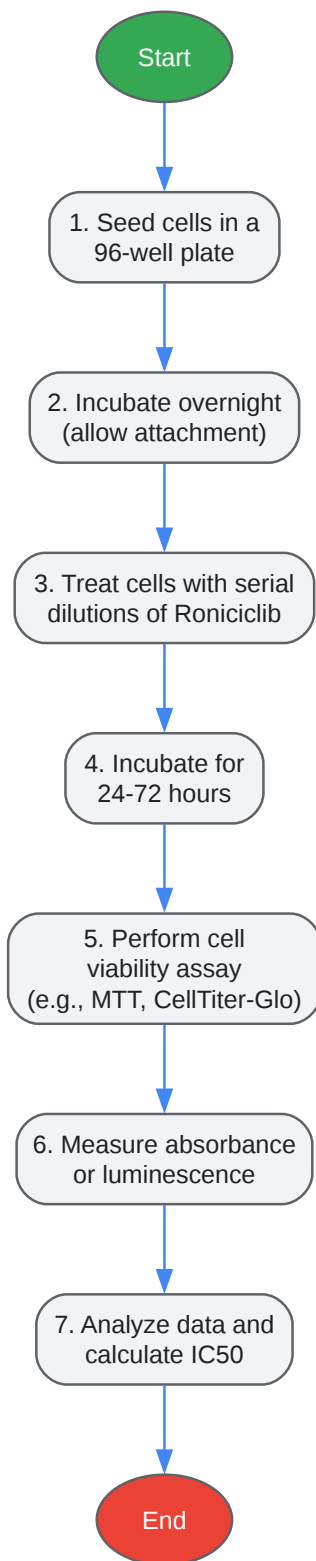 Start
1. Seed cells in a
96-well plate
2. Incubate overnight
(allow attachment)
3. Treat cells with serial
dilutions of Roniciclib
4. Incubate for
24-72 hours
5. Perform cell
viability assay
(e.g., MTT, CellTiter-Glo)
6. Measure absorbance
or luminescence
7. Analyze data and
calculate IC50
End